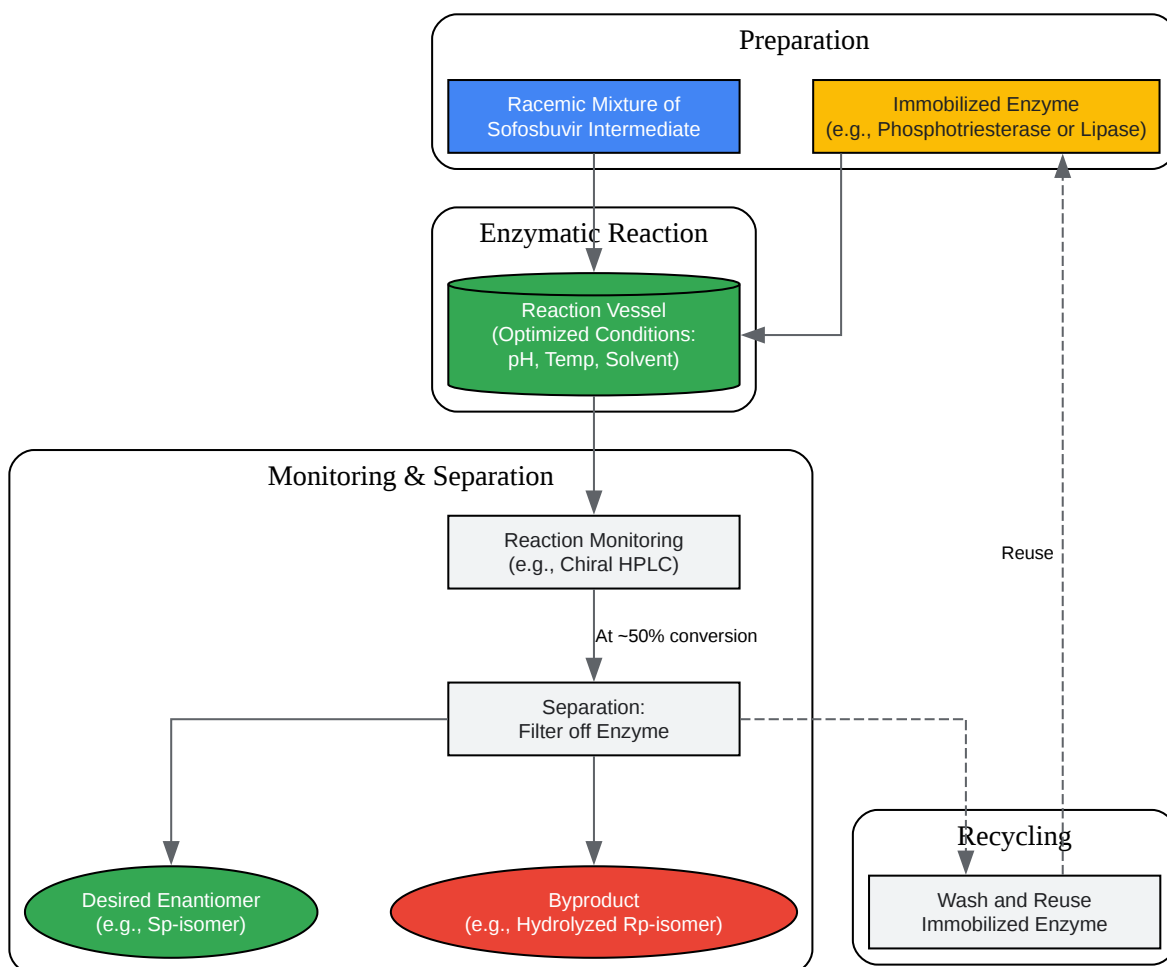 Preparation
Racemic Mixture of
Sofosbuvir Intermediate
Immobilized Enzyme
(e.g., Phosphotriesterase or Lipase)
Enzymatic Reaction
Reaction Vessel
(Optimized Conditions:
pH, Temp, Solvent)
Monitoring & Separation
Reaction Monitoring
(e.g., Chiral HPLC)
Reuse
At ~50% conversion
Separation:
Filter off Enzyme
Recycling
Desired Enantiomer
(e.g., Sp-isomer)
Byproduct
(e.g., Hydrolyzed Rp-isomer)
Wash and Reuse
Immobilized Enzyme